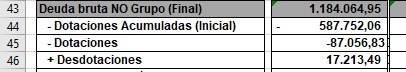 43 Deuda bruta NO Grupo (Final) 1.184.064,95
44 - Dotaciones Acumuladas (Inicial) - 587.752,06
45 - Dotaciones -87.056,83
46 + Desdotaciones 17.213,49